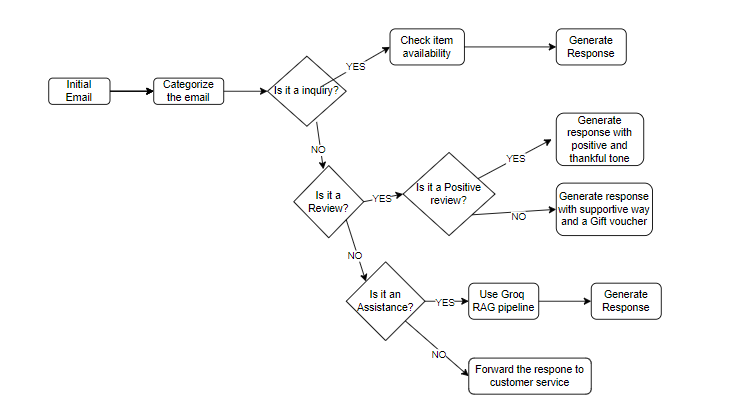 Initial
Email
Categorize
the email
Is it a inquiry?
YES
Check item
availability
Generate
Response
NO
Is it a
Review?
YES
Is it a Positive
review?
YES
Generate
response with
positive and
thankful tone
NO
Generate response
with supportive way
and a Gift voucher
NO
Is it an
Assistance?
YES
Use Groq
RAG pipeline
Generate
Response
NO
Forward the respone to
customer service